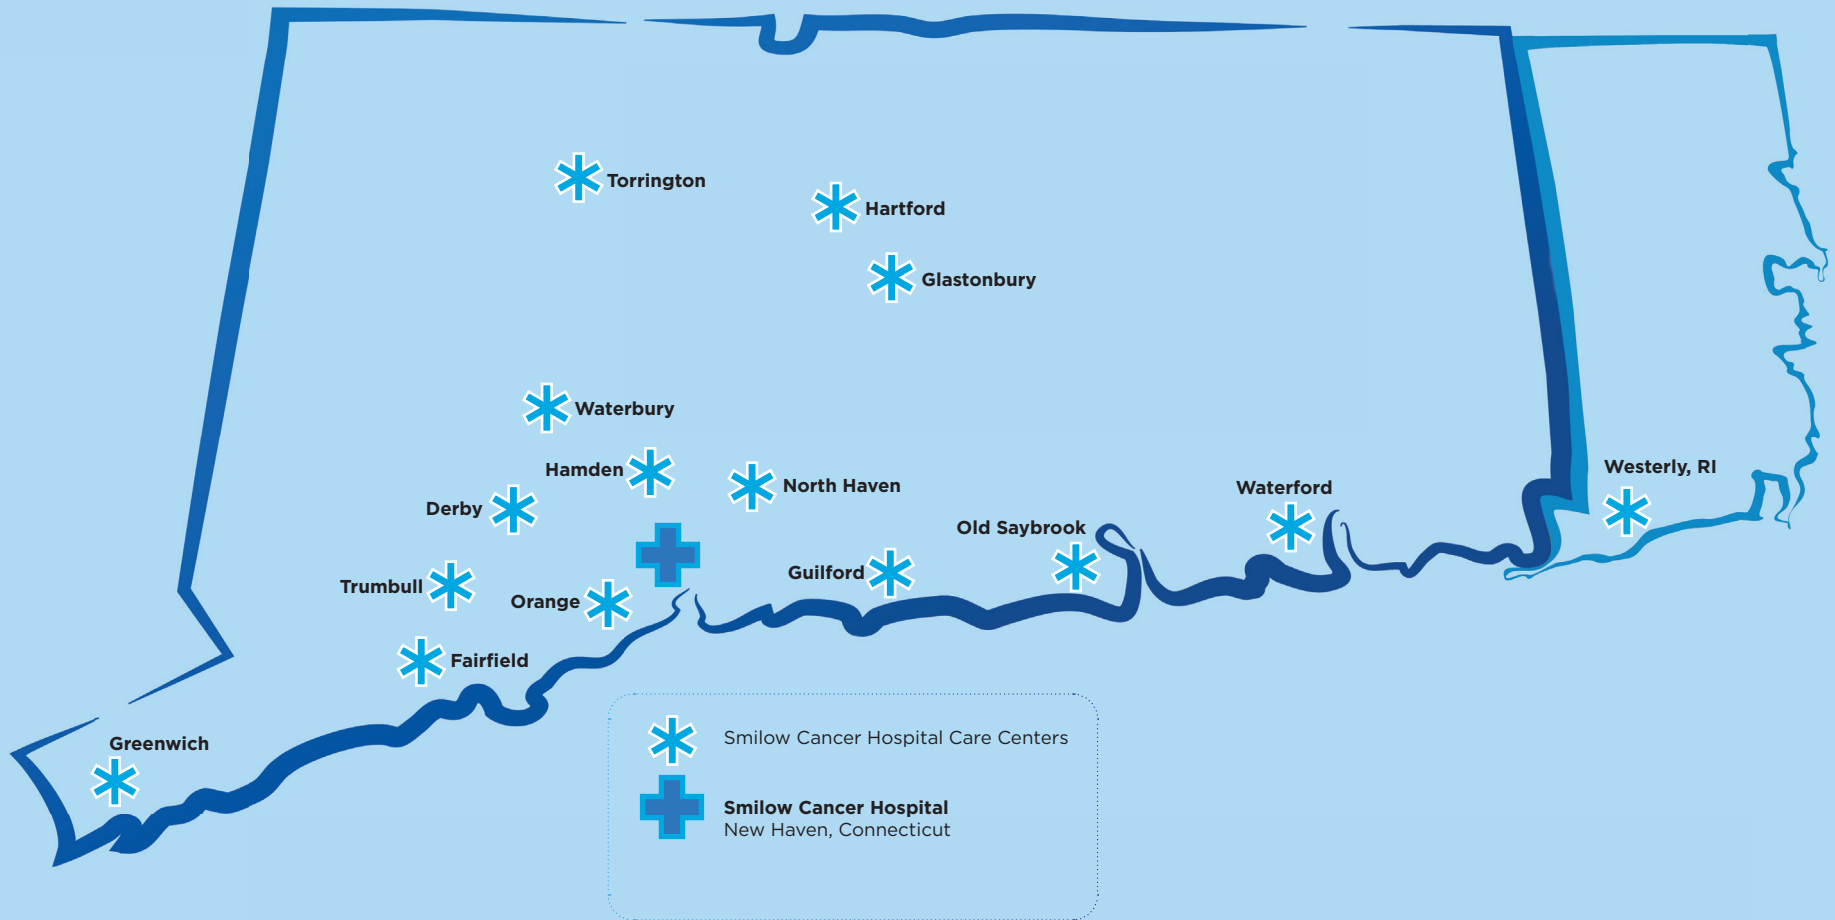 Torrington
Hartford
Glastonbury
Waterbury
Hamden
North Haven
Westerly, RI
Derby
Waterford
Old Saybrook
Guilford
Trumbull
Orange
Fairfield
Greenwich
Smilow Cancer Hospital Care Centers
Smilow Cancer Hospital
New Haven, Connecticut